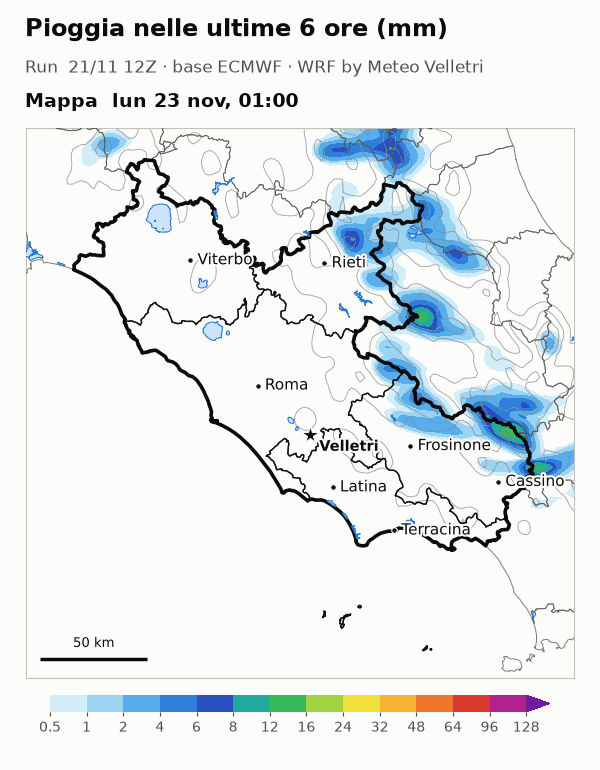 Pioggia nelle ultime 6 ore (mm)
Run  21/11 12Z · base ECMWF · WRF by Meteo Velletri
Mappa  lun 23 nov, 01:00
Viterbo
Rieti
Roma
Velletri
Frosinone
Latina
Cassino
Terracina
50 km
0.5 1 2 4 6 8 12 16 24 32 48 64 96 128